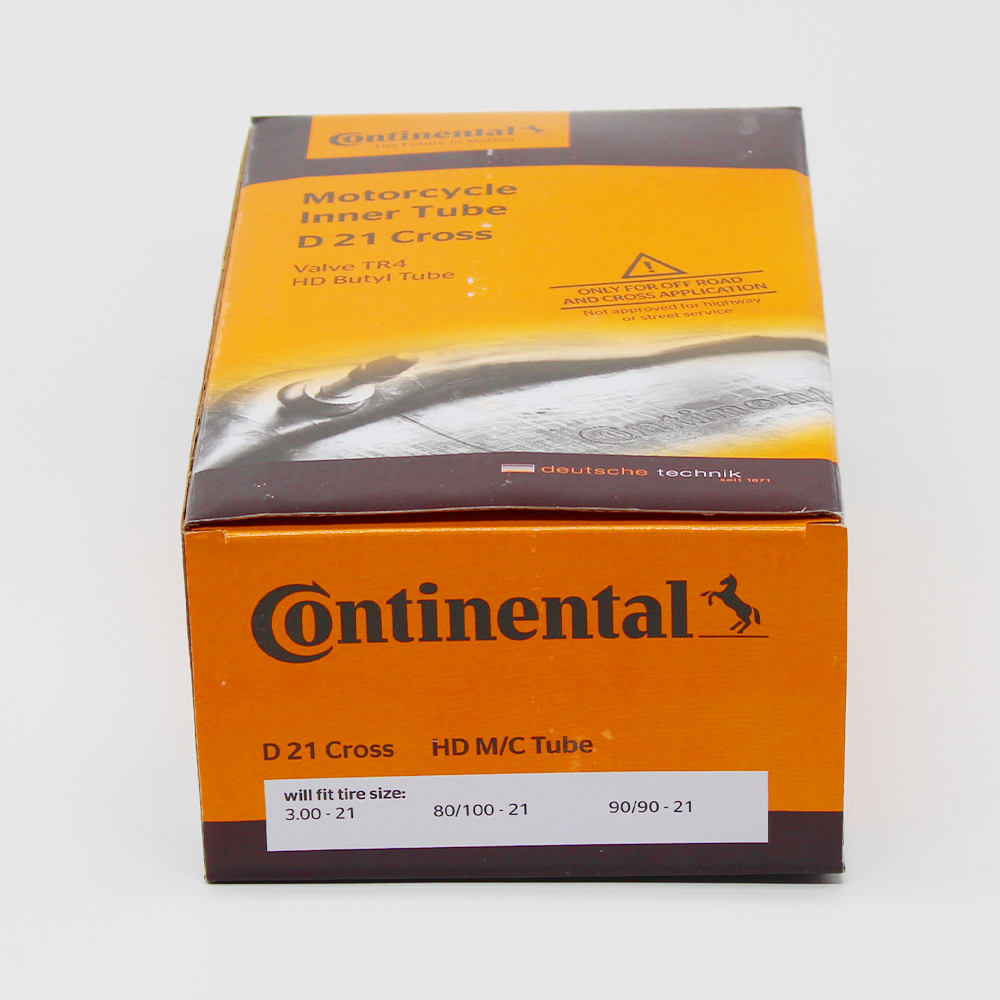 Continental
The Future in Motion
Motorcycle
Inner Tube
D 21 Cross
Valve TR4
HD Butyl Tube
ONLY FOR OFF ROAD
AND CROSS APPLICATION
Not approved for highway
or street service
Continent
deutsche technik
seit 1871
Continental
D 21 Cross HD M/C Tube
will fit tire size:
3.00 - 21 80/100 - 21 90/90 - 21